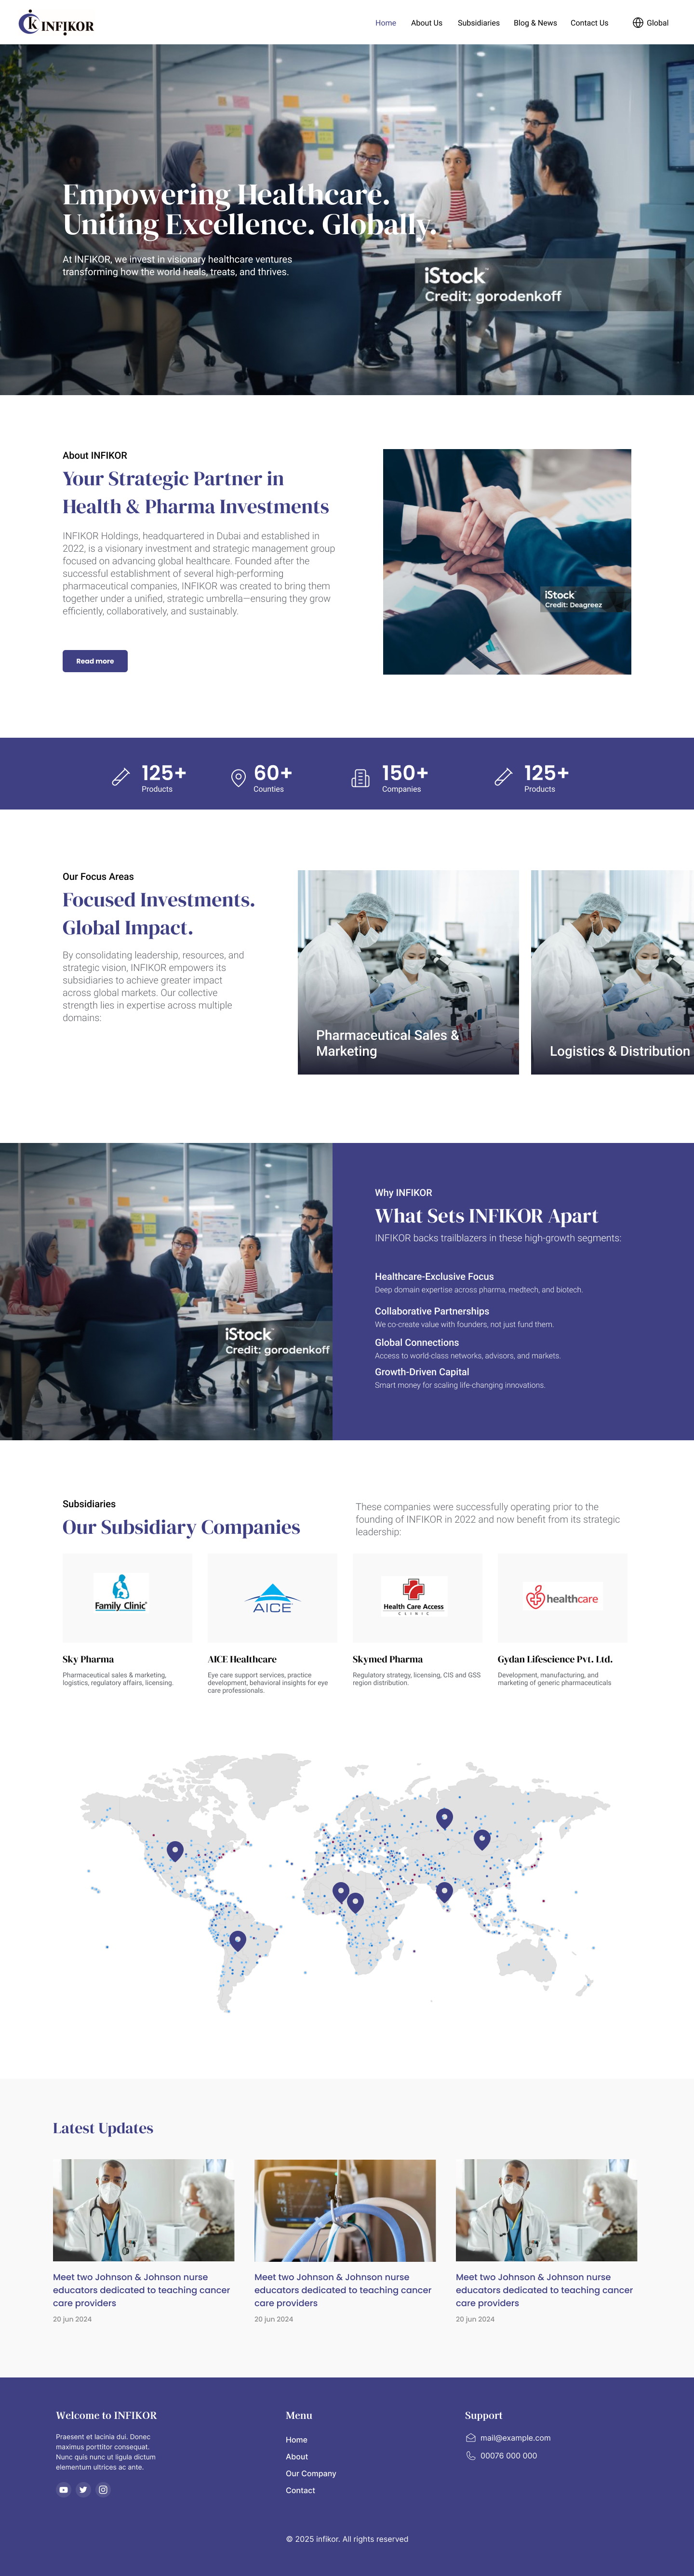 INFIKOR
Home About Us Subsidiaries Blog & News Contact Us Global
Empowering Healthcare.
Uniting Excellence. Globally.
At INFIKOR, we invest in visionary healthcare ventures
transforming how the world heals, treats, and thrives.
iStock
Credit: gorodenkoff
About INFIKOR
Your Strategic Partner in
Health & Pharma Investments
INFIKOR Holdings, headquartered in Dubai and established in
2022, is a visionary investment and strategic management group
focused on advancing global healthcare. Founded after the
successful establishment of several high-performing
pharmaceutical companies, INFIKOR was created to bring them
together under a unified, strategic umbrella—ensuring they grow
efficiently, collaboratively, and sustainably.
Read more
iStock
Credit: Deagreez
125+
Products
60+
Counties
150+
Companies
125+
Products
Our Focus Areas
Focused Investments.
Global Impact.
By consolidating leadership, resources, and
strategic vision, INFIKOR empowers its
subsidiaries to achieve greater impact
across global markets. Our collective
strength lies in expertise across multiple
domains:
Pharmaceutical Sales &
Marketing
Logistics & Distribution
iStock
Credit: gorodenkoff
Why INFIKOR
What Sets INFIKOR Apart
INFIKOR backs trailblazers in these high-growth segments:
Healthcare-Exclusive Focus
Deep domain expertise across pharma, medtech, and biotech.
Collaborative Partnerships
We co-create value with founders, not just fund them.
Global Connections
Access to world-class networks, advisors, and markets.
Growth-Driven Capital
Smart money for scaling life-changing innovations.
Subsidiaries
Our Subsidiary Companies
These companies were successfully operating prior to the
founding of INFIKOR in 2022 and now benefit from its strategic
leadership:
Family Clinic
Sky Pharma
Pharmaceutical sales & marketing,
logistics, regulatory affairs, licensing.
AICE
AICE Healthcare
Eye care support services, practice
development, behavioral insights for eye
care professionals.
Health Care Access
CLINIC
Skymed Pharma
Regulatory strategy, licensing, CIS and GSS
region distribution.
healthcare
Gydan Lifescience Pvt. Ltd.
Development, manufacturing, and
marketing of generic pharmaceuticals
Latest Updates
Meet two Johnson & Johnson nurse
educators dedicated to teaching cancer
care providers
20 jun 2024
Meet two Johnson & Johnson nurse
educators dedicated to teaching cancer
care providers
20 jun 2024
Meet two Johnson & Johnson nurse
educators dedicated to teaching cancer
care providers
20 jun 2024
Welcome to INFIKOR
Praesent et lacinia dui. Donec
maximus porttitor consequat.
Nunc quis nunc ut ligula dictum
elementum ultrices ac ante.
Menu
Home
About
Our Company
Contact
Support
mail@example.com
00076 000 000
© 2025 infikor. All rights reserved